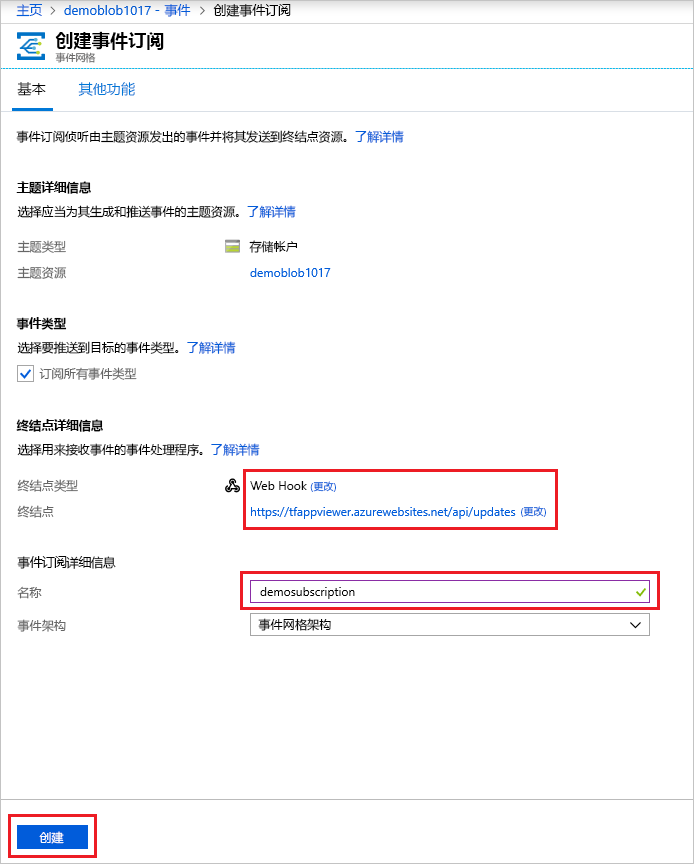 主页 > demoblob1017 - 事件 > 创建事件订阅
创建事件订阅
事件网格
基本 其他功能
事件订阅侦听由主题资源发出的事件并将其发送到终结点资源。了解详情
主题详细信息
选择应当为其生成和推送事件的主题资源。了解详情
主题类型 存储帐户
主题资源 demoblob1017
事件类型
选择要推送到目标的事件类型。了解详情
订阅所有事件类型
终结点详细信息
选择用来接收事件的事件处理程序。了解详情
终结点类型 Web Hook (更改)
终结点 https://tfappviewer.azurewebsites.net/api/updates (更改)
事件订阅详细信息
名称 demosubscription
事件架构 事件网格架构
创建